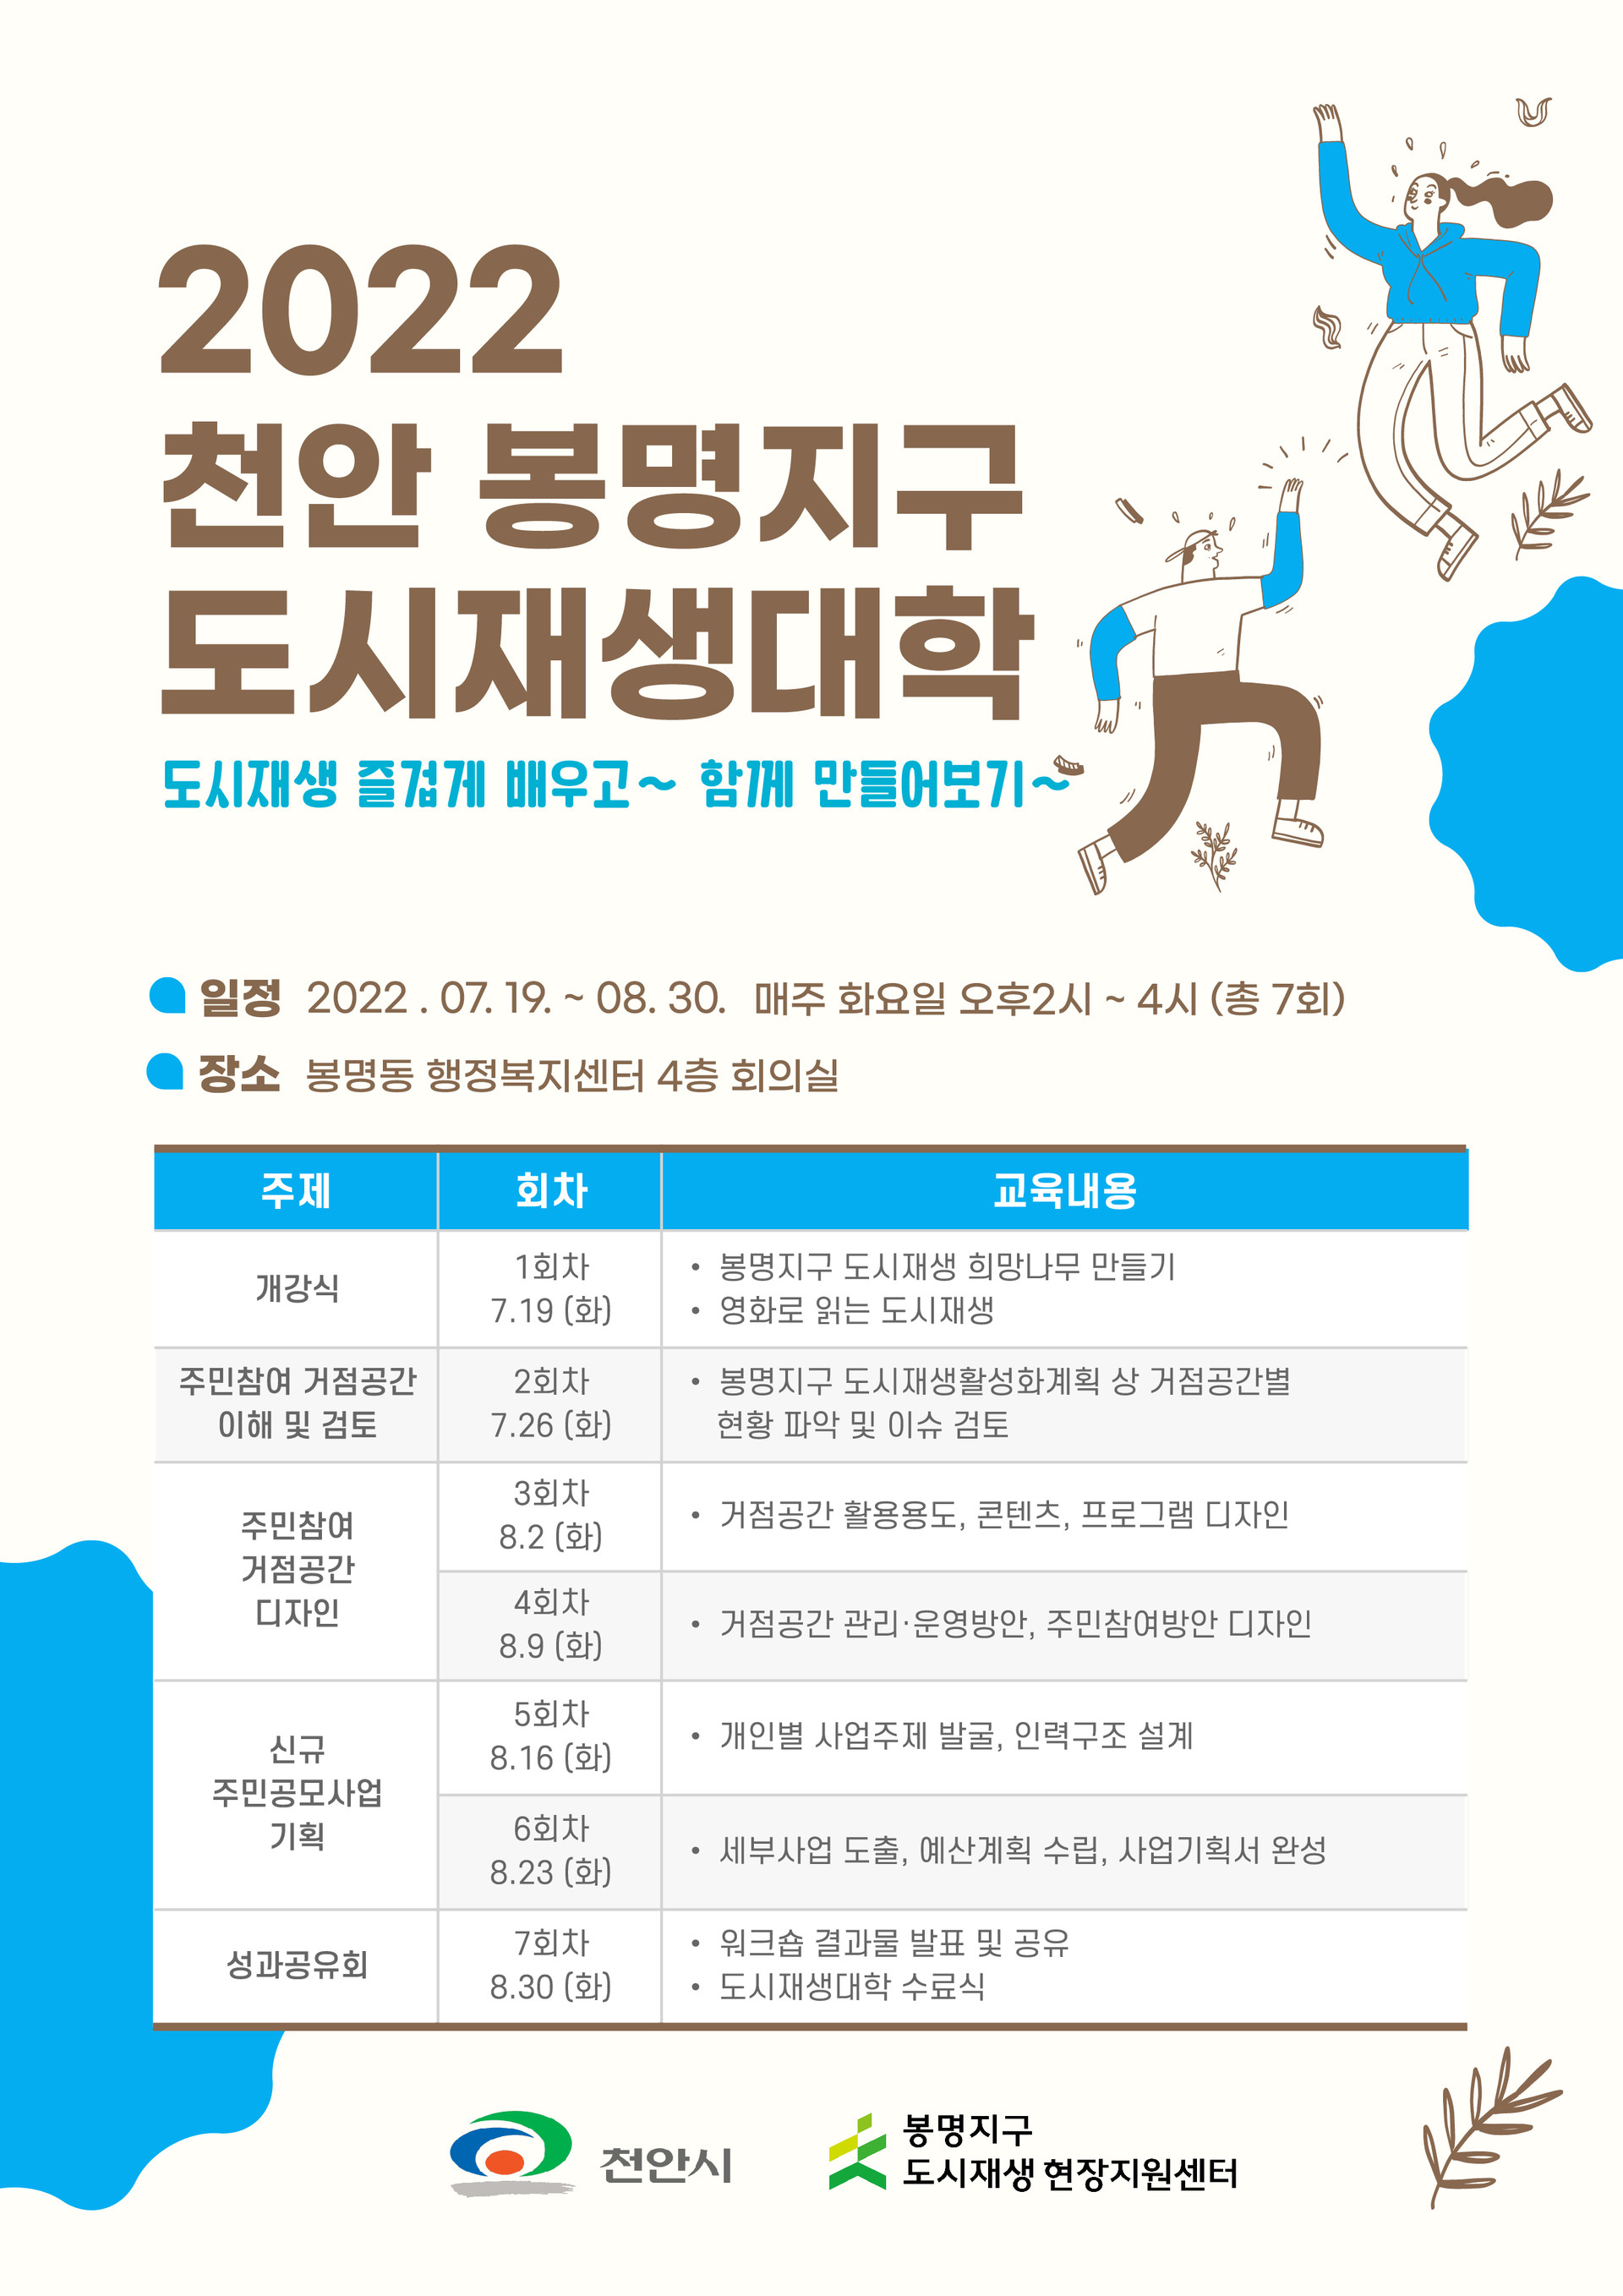 2022
천안 봉명지구
도시재생대학
도시재생 즐겁게 배우고~ 함께 만들어보기~
일정 2022 . 07. 19. ~ 08. 30. 매주 화요일 오후2시 ~ 4시 (총 7회)
장소 봉명동 행정복지센터 4층 회의실
주제 회차 교육내용
개강식
1회차
7.19 (화)
• 봉명지구 도시재생 희망나무 만들기
• 영화로 읽는 도시재생
주민참여 거점공간
이해 및 검토
2회차
7.26 (화)
• 봉명지구 도시재생활성화계획 상 거점공간별
현황 파악 및 이슈 검토
주민참여
거점공간
디자인
3회차
8.2 (화)
• 거점공간 활용용도, 콘텐츠, 프로그램 디자인
4회차
8.9 (화)
• 거점공간 관리·운영방안, 주민참여방안 디자인
신규
주민공모사업
기획
5회차
8.16 (화)
• 개인별 사업주제 발굴, 인력구조 설계
6회차
8.23 (화)
• 세부사업 도출, 예산계획 수립, 사업기획서 완성
성과공유회
7회차
8.30 (화)
• 워크숍 결과물 발표 및 공유
• 도시재생대학 수료식
천안시
봉명지구
도시재생 현장지원센터